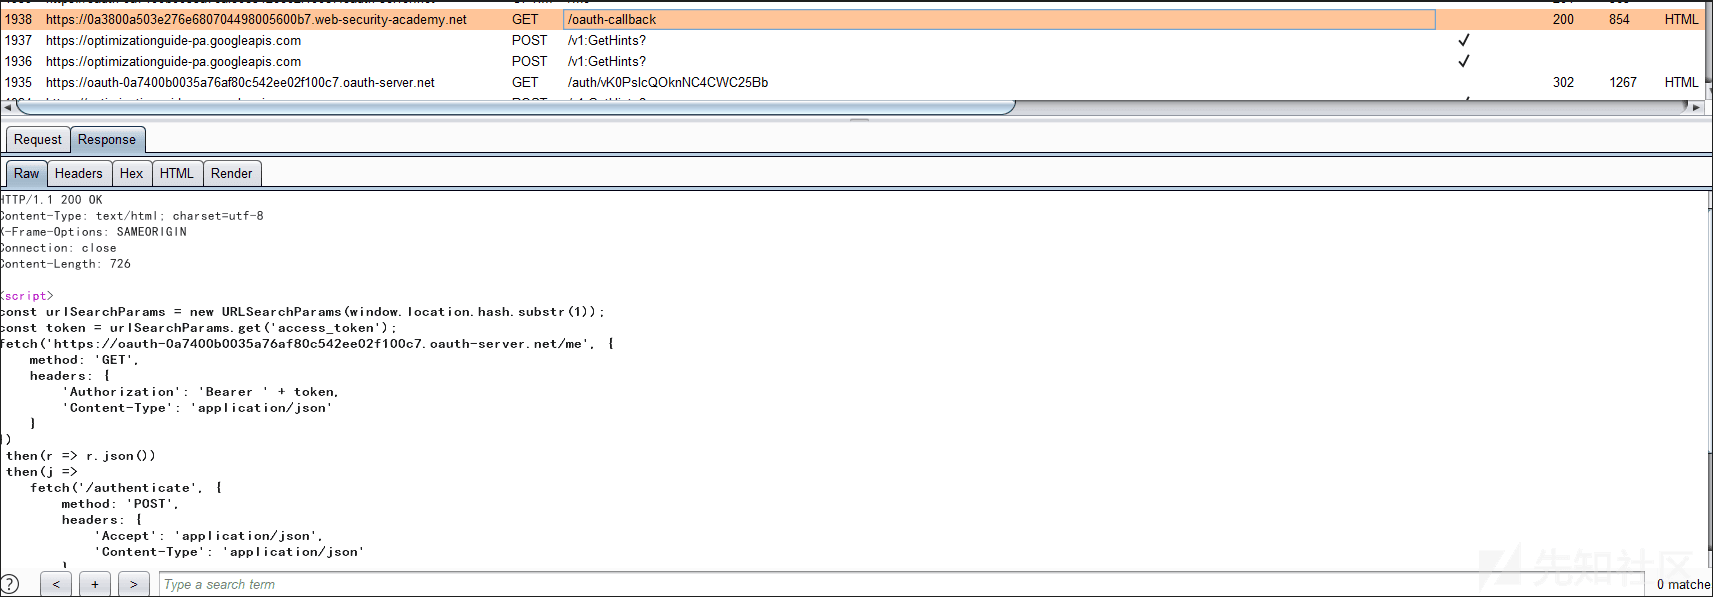 1938 https://0a3800a503e276e680704498005600b7.web-security-academy.net GET /oauth-callback 200 854 HTML
1937 https://optimizationguide-pa.googleapis.com POST /v1:GetHints? ✓
1936 https://optimizationguide-pa.googleapis.com POST /v1:GetHints? ✓
1935 https://oauth-0a7400b0035a76af80c542ee02f100c7.oauth-server.net GET /auth/vK0PslcQOknNC4CWC25Bb 302 1267 HTML
Request Response
Raw Headers Hex HTML Render
HTTP/1.1 200 OK
Content-Type: text/html; charset=utf-8
X-Frame-Options: SAMEORIGIN
Connection: close
Content-Length: 726
<script>
const urlSearchParams = new URLSearchParams(window.location.hash.substr(1));
const token = urlSearchParams.get('access_token');
fetch('https://oauth-0a7400b0035a76af80c542ee02f100c7.oauth-server.net/me', {
method: 'GET',
headers: {
'Authorization': 'Bearer ' + token,
'Content-Type': 'application/json'
}
})
then(r => r.json())
then(j =>
fetch('/authenticate', {
method: 'POST',
headers: {
'Accept': 'application/json',
'Content-Type': 'application/json'
}
? < + > Type a search term 0 matche
先知社区